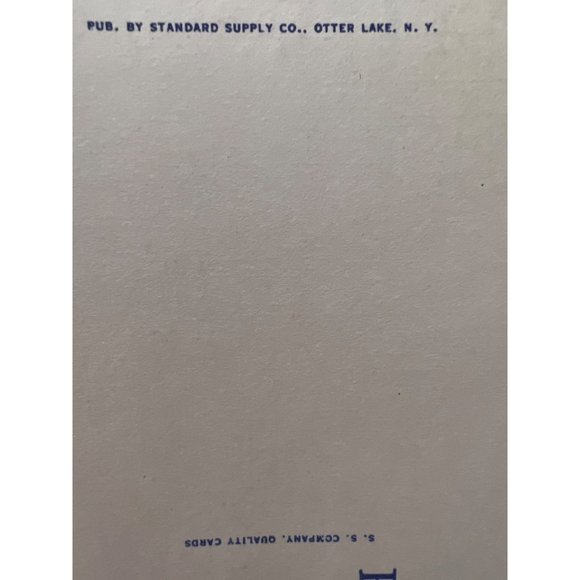 PUB. BY STANDARD SUPPLY CO., OTTER LAKE, N. Y.
S. S. COMPANY, QUALITY CARDS